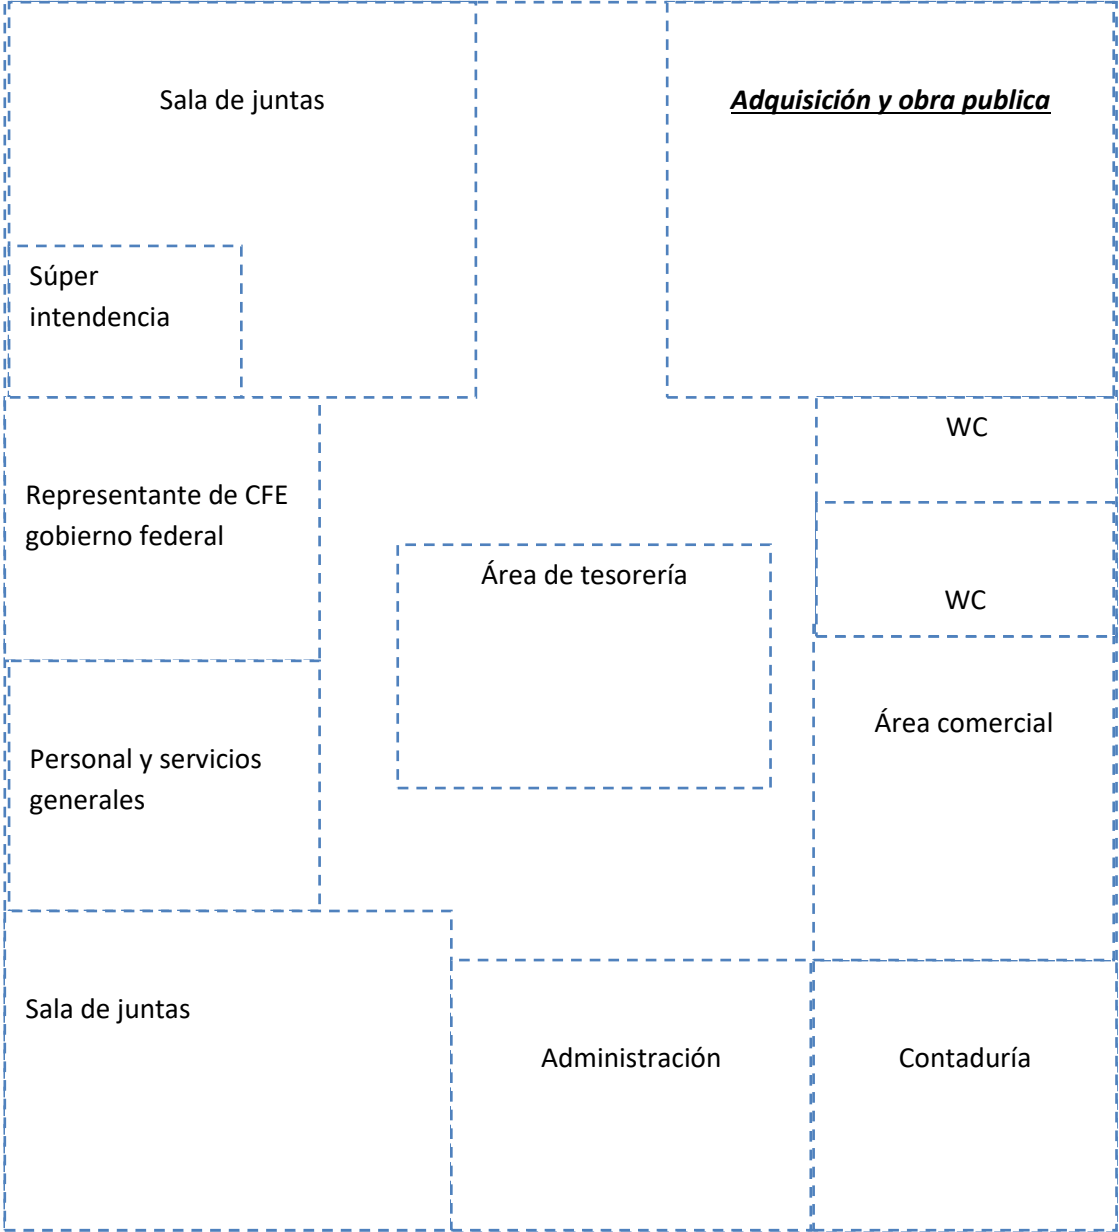 Sala de juntas
Adquisición y obra publica
Súper
intendencia
WC
Representante de CFE
gobierno federal
Área de tesorería
WC
Área comercial
Personal y servicios
generales
Sala de juntas
Administración
Contaduría